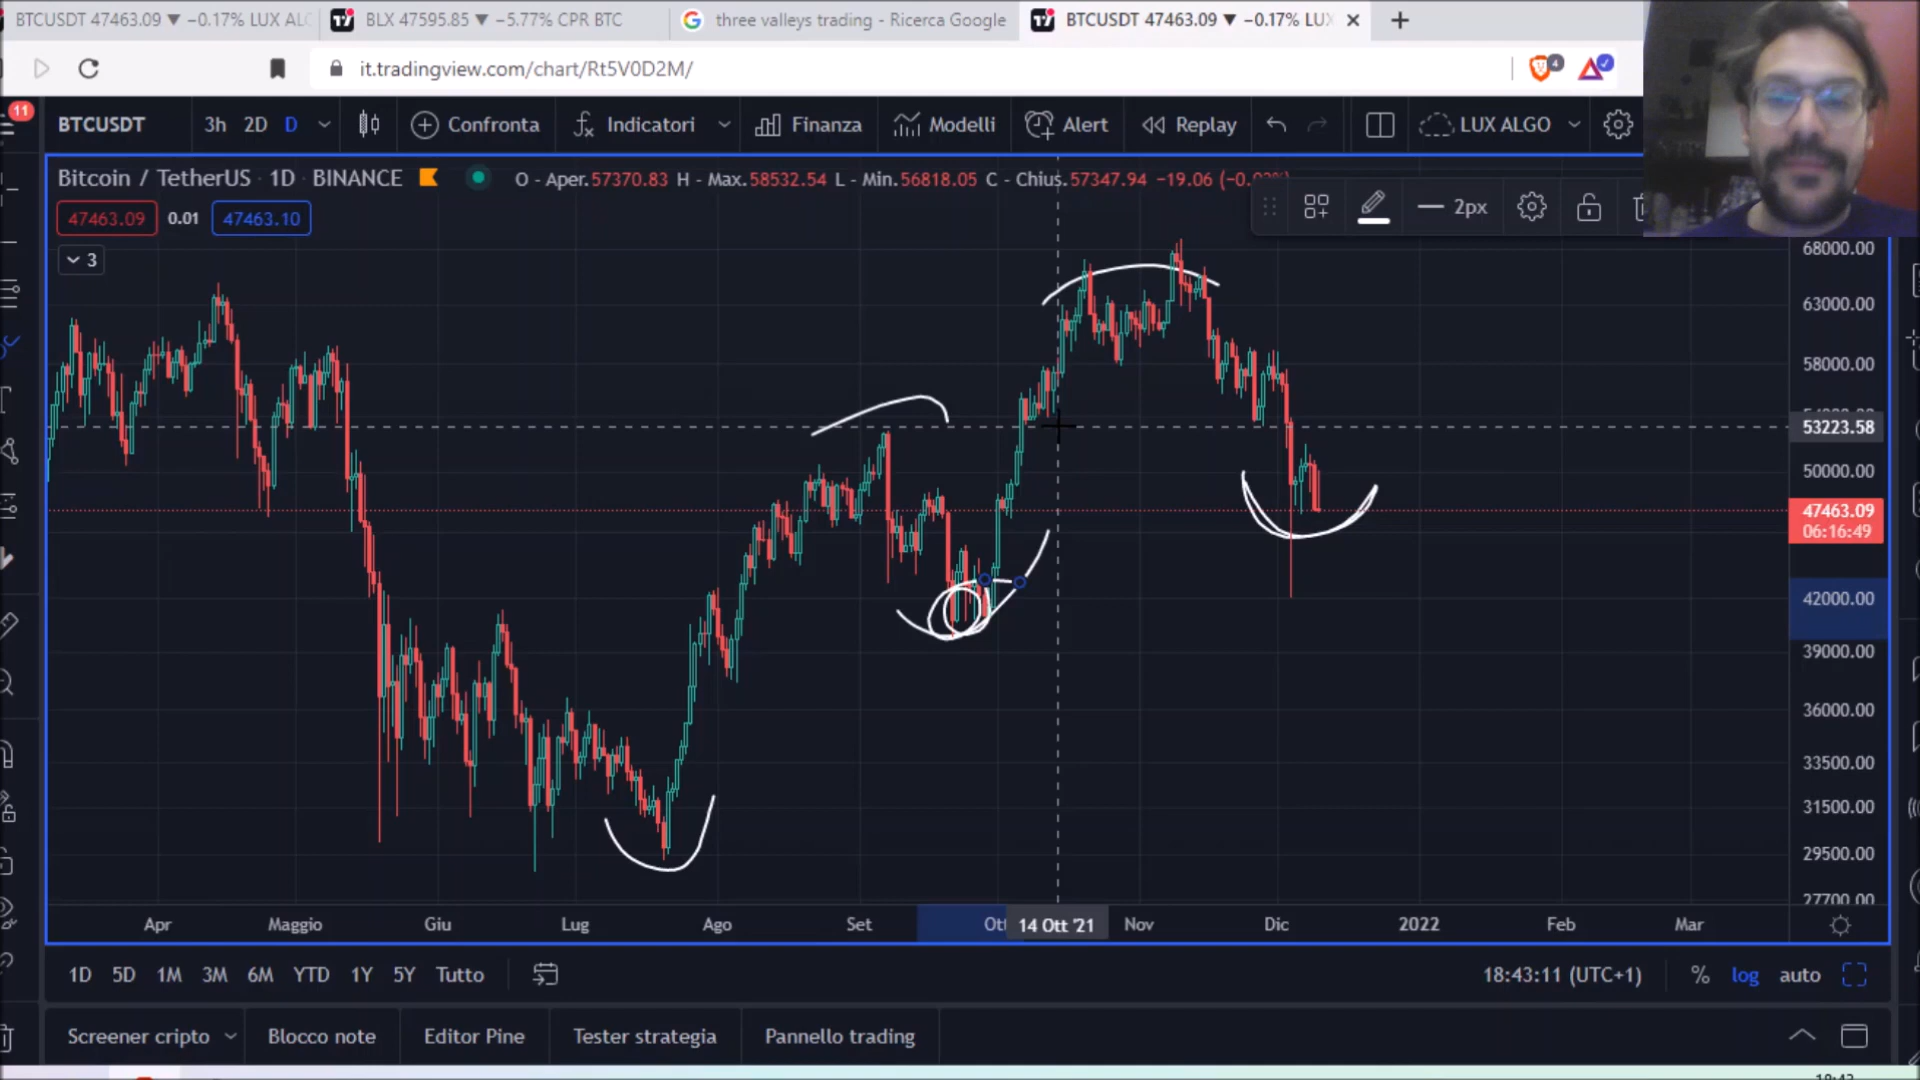 BTCUSDT 47463.09 ▼ −0.17% LUX ALG
BLX 47595.85 ▼ −5.77% CPR BTC
three valleys trading - Ricerca Google
BTCUSDT 47463.09 ▼ −0.17% LUX
it.tradingview.com/chart/Rt5V0D2M/
4
11
BTCUSDT 3h 2D D Confronta Indicatori Finanza Modelli Alert Replay LUX ALGO
Bitcoin / TetherUS · 1D · BINANCE O - Aper.57370.83 H - Max.58532.54 L - Min.56818.05 C - Chius.57347.94 −19.06
2px
47463.09 0.01 47463.10
3
68000.00
63000.00
58000.00
53223.58
50000.00
47463.09
06:16:49
42000.00
39000.00
36000.00
33500.00
31500.00
29500.00
27700.00
Apr Maggio Giu Lug Ago Set Ott 14 Ott '21 Nov Dic 2022 Feb Mar
1D 5D 1M 3M 6M YTD 1Y 5Y Tutto 18:43:11 (UTC+1) % log auto
Screener cripto Blocco note Editor Pine Tester strategia Pannello trading